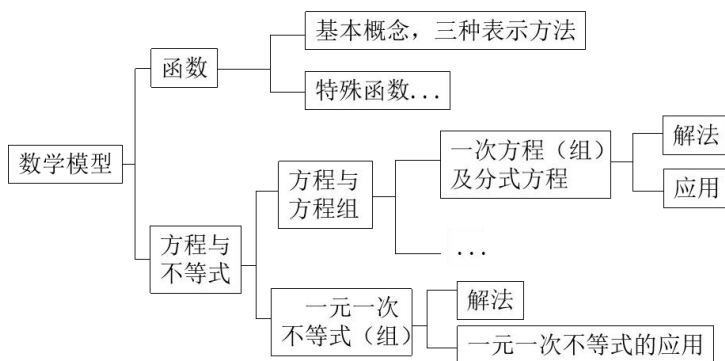 基本概念，三种表示方法
函数
特殊函数...
数学模型
一次方程（组）
及分式方程
解法
应用
方程与
方程组
...
方程与
不等式
一元一次
不等式（组）
解法
一元一次不等式的应用